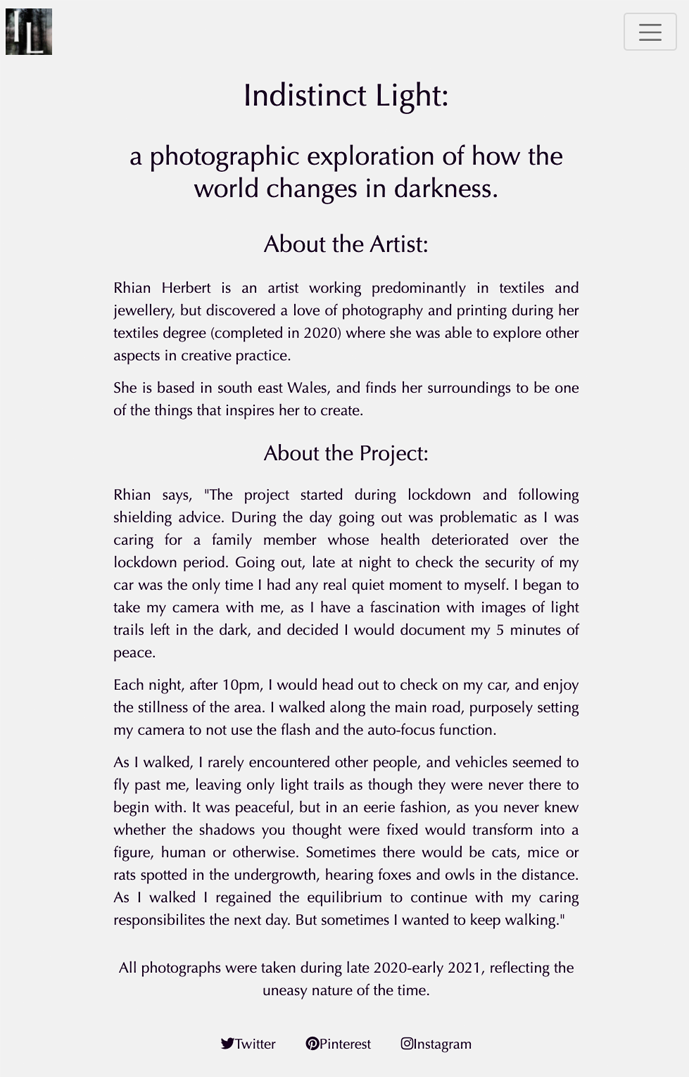 IL
Indistinct Light:
a photographic exploration of how the
world changes in darkness.
About the Artist:
Rhian Herbert is an artist working predominantly in textiles and
jewellery, but discovered a love of photography and printing during her
textiles degree (completed in 2020) where she was able to explore other
aspects in creative practice.
She is based in south east Wales, and finds her surroundings to be one
of the things that inspires her to create.
About the Project:
Rhian says, "The project started during lockdown and following
shielding advice. During the day going out was problematic as I was
caring for a family member whose health deteriorated over the
lockdown period. Going out, late at night to check the security of my
car was the only time I had any real quiet moment to myself. I began to
take my camera with me, as I have a fascination with images of light
trails left in the dark, and decided I would document my 5 minutes of
peace.
Each night, after 10pm, I would head out to check on my car, and enjoy
the stillness of the area. I walked along the main road, purposely setting
my camera to not use the flash and the auto-focus function.
As I walked, I rarely encountered other people, and vehicles seemed to
fly past me, leaving only light trails as though they were never there to
begin with. It was peaceful, but in an eerie fashion, as you never knew
whether the shadows you thought were fixed would transform into a
figure, human or otherwise. Sometimes there would be cats, mice or
rats spotted in the undergrowth, hearing foxes and owls in the distance.
As I walked I regained the equilibrium to continue with my caring
responsibilites the next day. But sometimes I wanted to keep walking."
All photographs were taken during late 2020-early 2021, reflecting the
uneasy nature of the time.
Twitter Pinterest Instagram